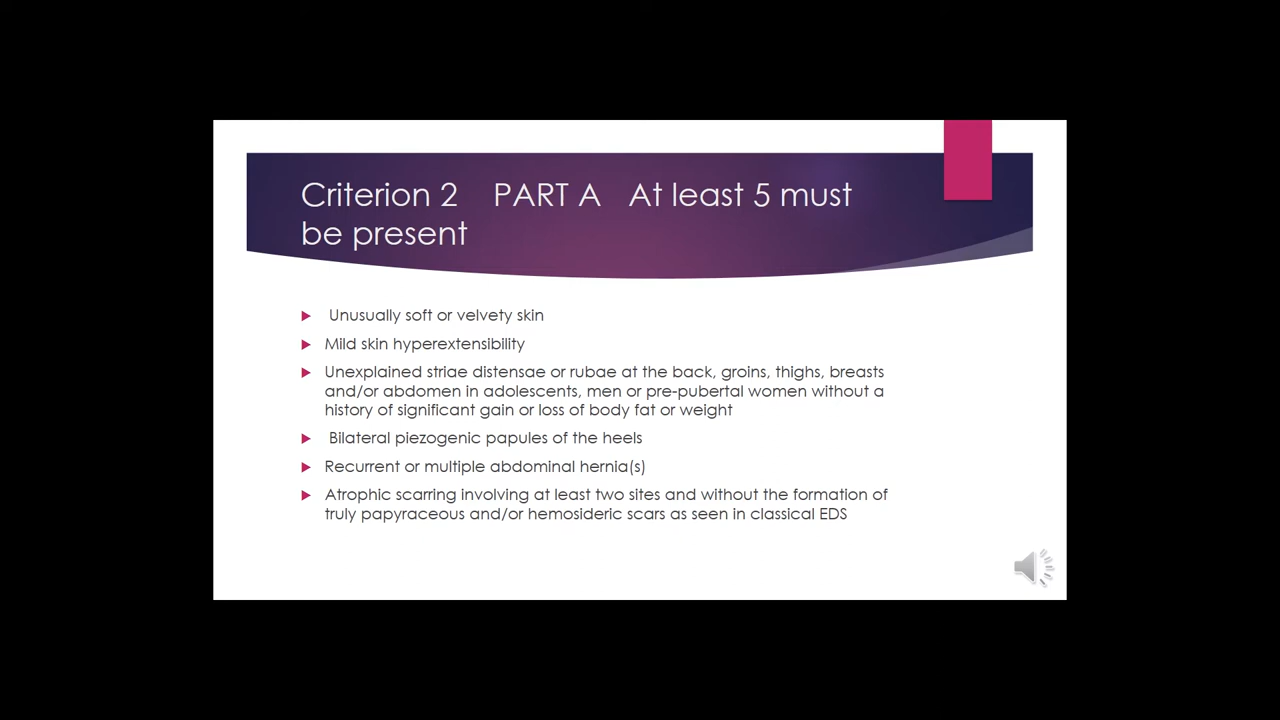 Criterion 2 PART A At least 5 must
be present
Unusually soft or velvety skin
Mild skin hyperextensibility
Unexplained striae distensae or rubae at the back, groins, thighs, breasts
and/or abdomen in adolescents, men or pre-pubertal women without a
history of significant gain or loss of body fat or weight
Bilateral piezogenic papules of the heels
Recurrent or multiple abdominal hernia(s)
Atrophic scarring involving at least two sites and without the formation of
truly papyraceous and/or hemosideric scars as seen in classical EDS